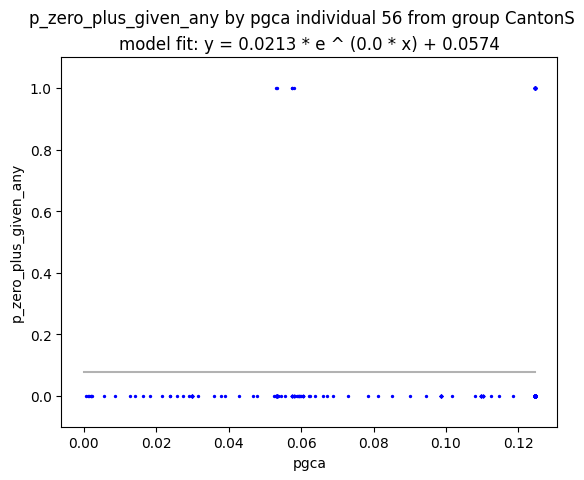 p_zero_plus_given_any by pgca individual 56 from group CantonS
model fit: y = 0.0213 * e ^ (0.0 * x) + 0.0574
1.0
0.8
0.6
0.4
0.2
0.0
p_zero_plus_given_any
0.00 0.02 0.04 0.06 0.08 0.10 0.12
pgca